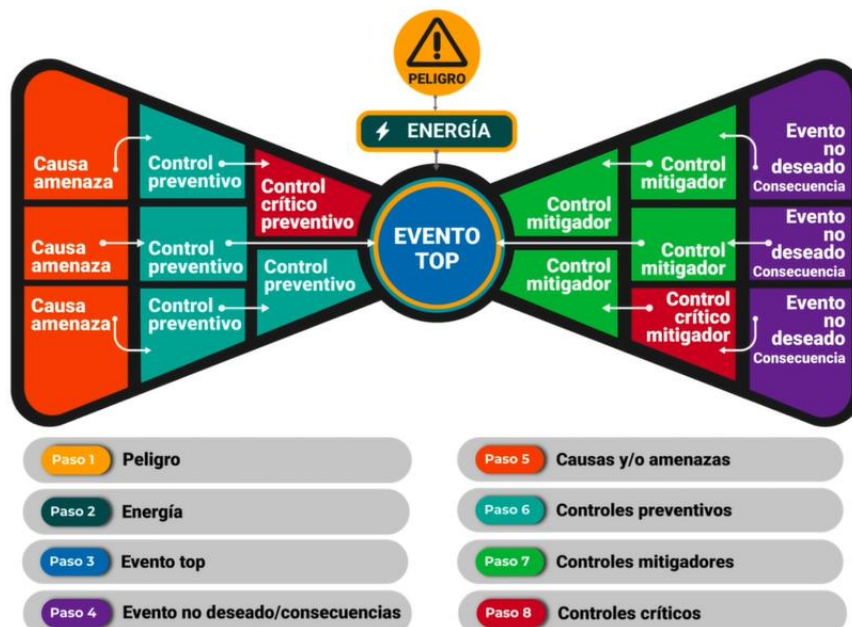 PELIGRO
ENERGÍA
Causa
amenaza
Control
preventivo
Control
crítico
preventivo
Causa
amenaza
Control
preventivo
Control
preventivo
Causa
amenaza
Control
preventivo
EVENTO
TOP
Control
mitigador
Control
mitigador
Evento
no
deseado
Consecuencia
Control
mitigador
Evento
no
deseado
Consecuencia
Control
mitigador
Control
crítico
mitigador
Evento
no
deseado
Consecuencia
Paso 1 Peligro
Paso 2 Energía
Paso 3 Evento top
Paso 4 Evento no deseado/consecuencias
Paso 5 Causas y/o amenazas
Paso 6 Controles preventivos
Paso 7 Controles mitigadores
Paso 8 Controles críticos